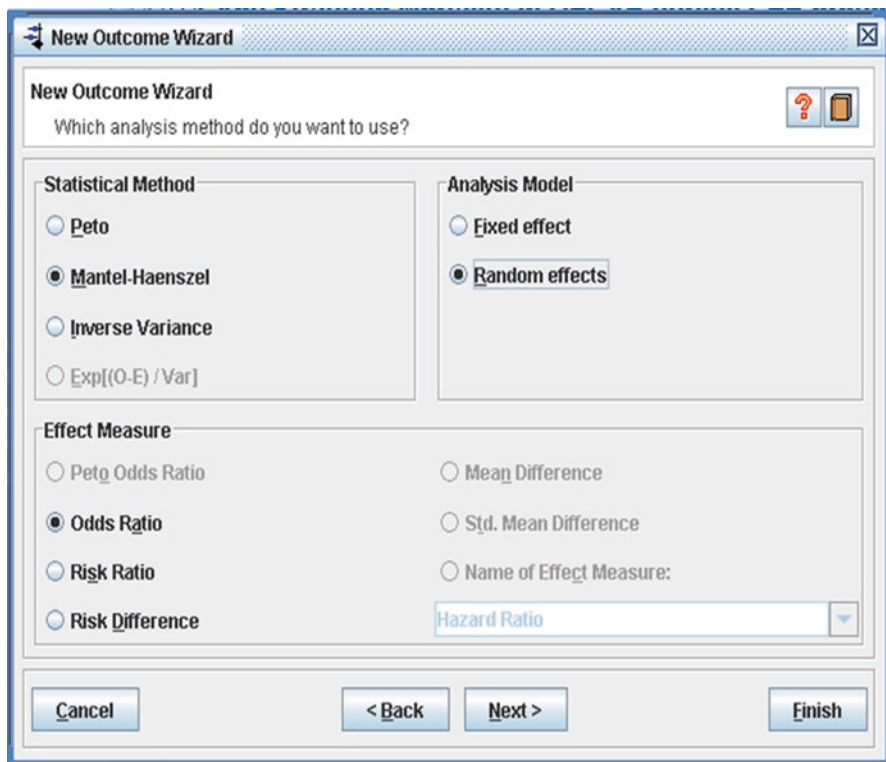 New Outcome Wizard
New Outcome Wizard
Which analysis method do you want to use?
Statistical Method
Peto
Mantel-Haenszel
Inverse Variance
Exp[(O-E) / Var]
Analysis Model
Fixed effect
Random effects
Effect Measure
Peto Odds Ratio
Odds Ratio
Risk Ratio
Risk Difference
Mean Difference
Std. Mean Difference
Name of Effect Measure:
Hazard Ratio
Cancel
< Back
Next >
Finish